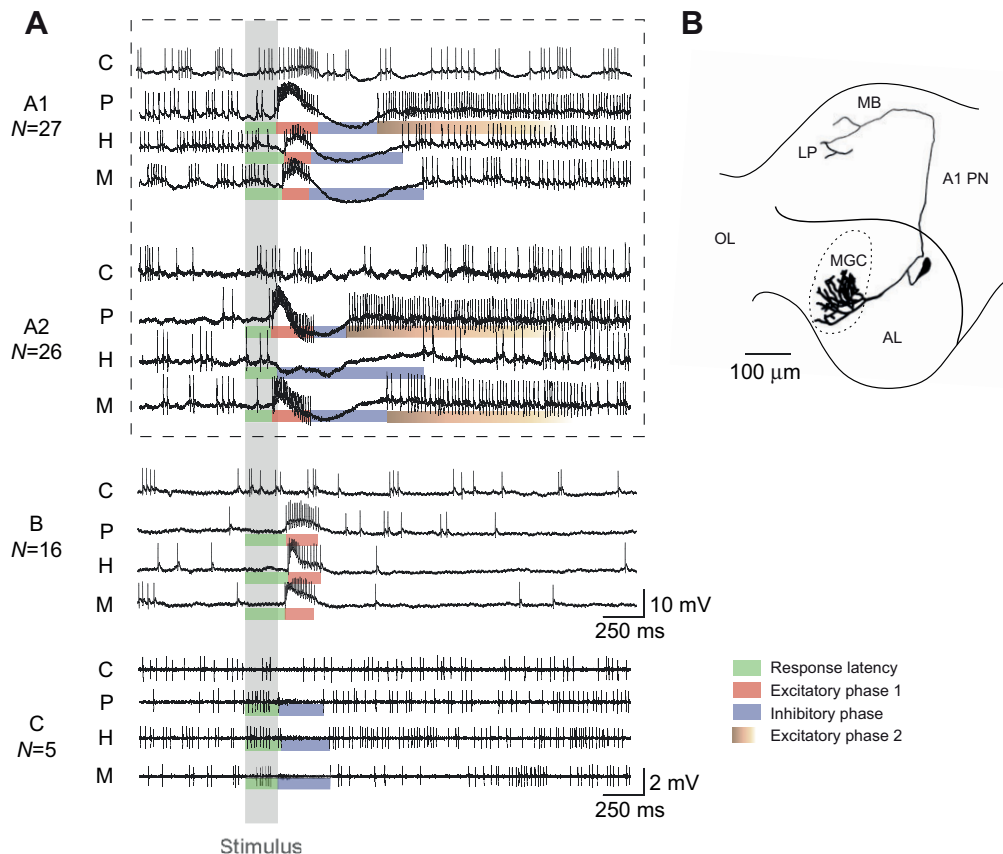 A
B
C
A1
N=27
P
H
M
C
A2
N=26
P
H
M
C
B
N=16
P
H
M
10 mV
250 ms
C
P
C
N=5
H
M
2 mV
250 ms
Stimulus
MB
LP
A1 PN
OL
MGC
AL
100 μm
Response latency
Excitatory phase 1
Inhibitory phase
Excitatory phase 2